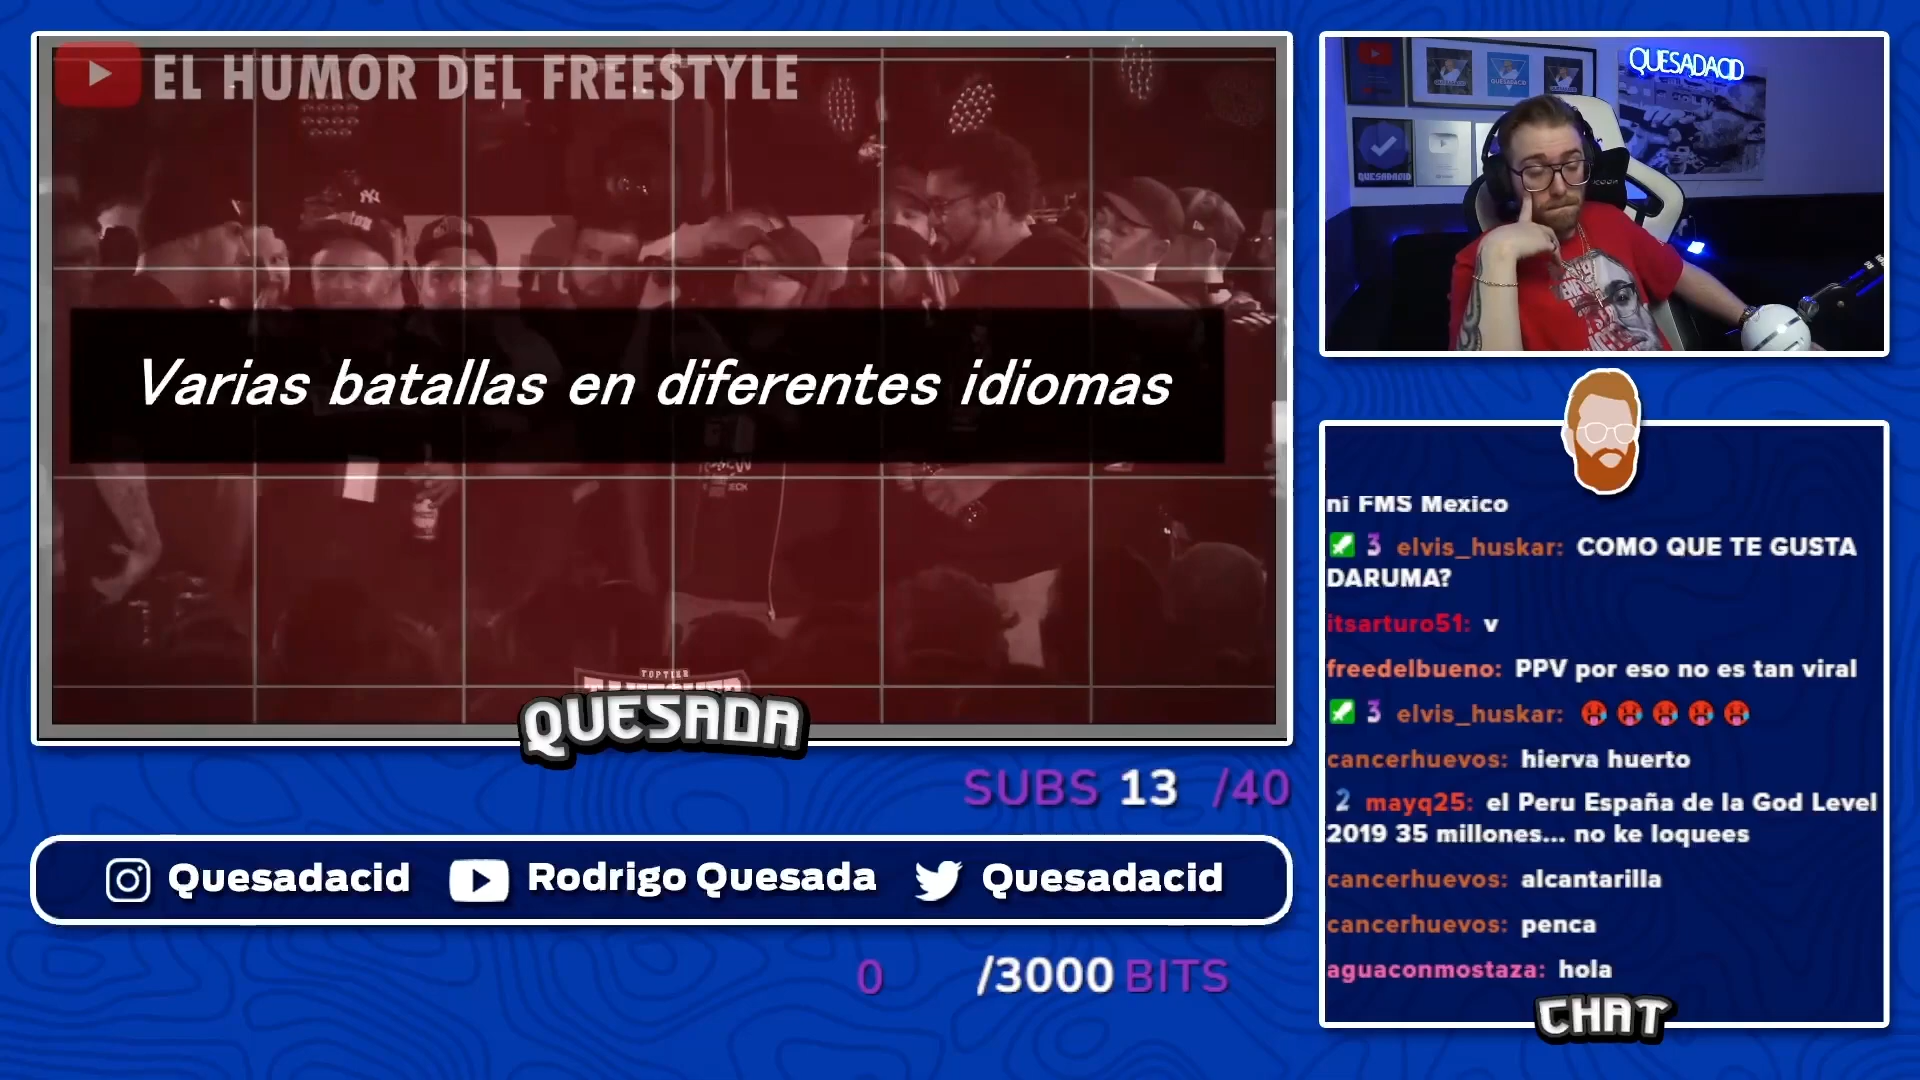 EL HUMOR DEL FREESTYLE
Varias batallas en diferentes idiomas
TOPTIER
QUESADA
SUBS 13 /40
Quesadacid
Rodrigo Quesada
Quesadacid
0 /3000 BITS
QUESADACID
QUESADACID
ni FMS Mexico
3 elvis_huskar: COMO QUE TE GUSTA
DARUMA?
itsarturo51: v
freedelbueno: PPV por eso no es tan viral
3 elvis_huskar:
cancerhuevos: hierva huerto
2 mayq25: el Peru España de la God Level
2019 35 millones... no ke loquees
cancerhuevos: alcantarilla
cancerhuevos: penca
aguaconmostaza: hola
CHAT